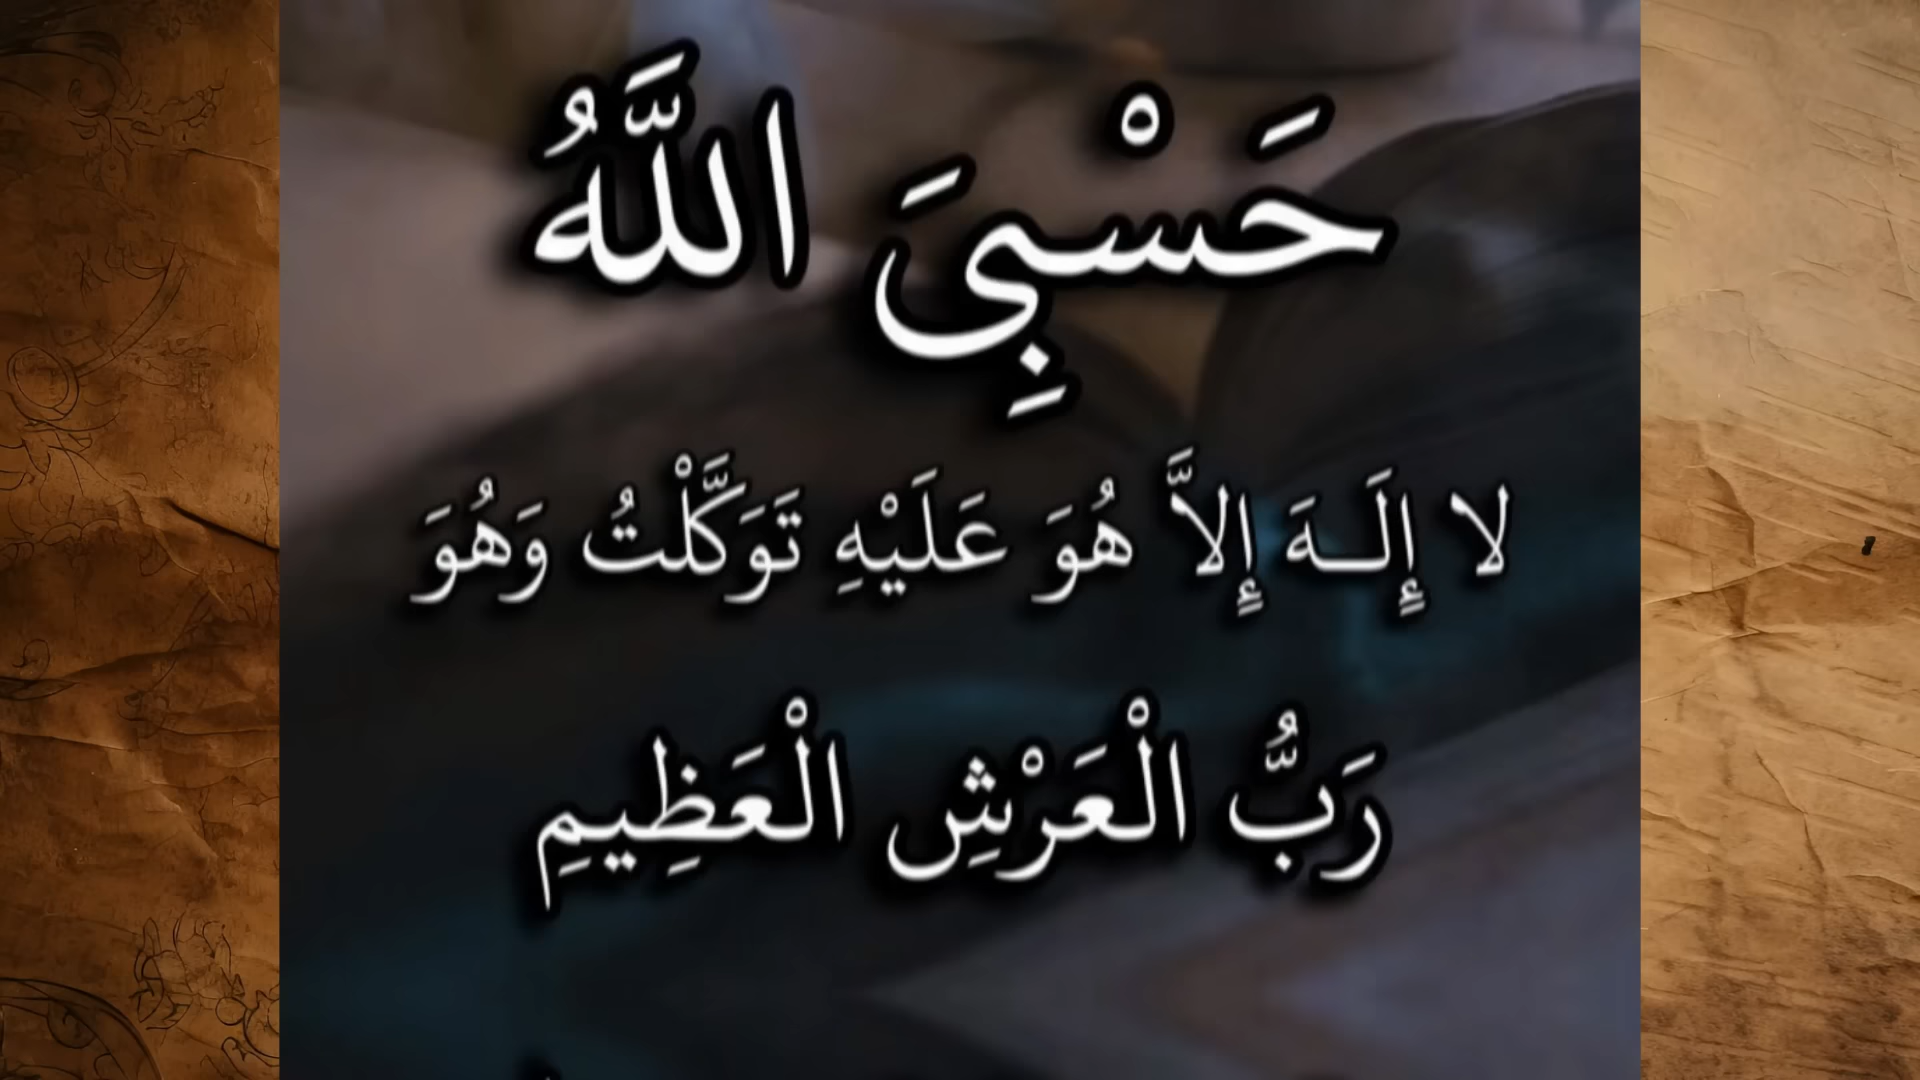 حَسْبِيَ اللَّهُ
لا إِلَـهَ إِلاَّ هُوَ عَلَيْهِ تَوَكَّلْتُ وَهُوَ
رَبُّ الْعَرْشِ الْعَظِيمِ